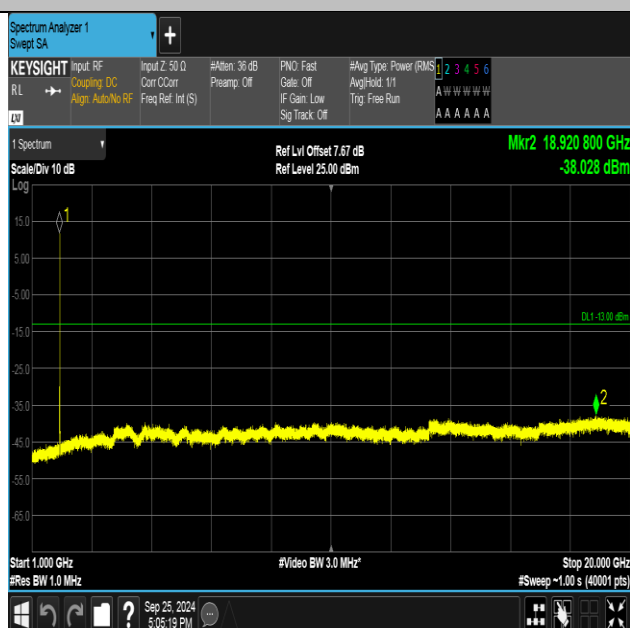 Spectrum Analyzer 1
Swept SA
+
KEYSIGHT
RL
LXI
Input: RF
Coupling: DC
Align: Auto/No RF
Input Z: 50 Ω
Corr CCorr
Freq Ref: Int (S)
#Atten: 36 dB
Preamp: Off
PNO: Fast
Gate: Off
IF Gain: Low
Sig Track: Off
#Avg Type: Power (RMS
Avg|Hold: 1/1
Trig: Free Run
1 2 3 4 5 6
A W W W W W
A A A A A A
1 Spectrum
Scale/Div 10 dB
Log
Ref Lvl Offset 7.67 dB
Ref Level 25.00 dBm
Mkr2 18.920 800 GHz
-38.028 dBm
15.0
5.00
-5.00
-15.0
-25.0
-35.0
-45.0
-55.0
-65.0
1
DL1 -13.00 dBm
2
Start 1.000 GHz
#Res BW 1.0 MHz
#Video BW 3.0 MHz*
Stop 20.000 GHz
#Sweep ~1.00 s (40001 pts)
?
Sep 25, 2024
5:05:19 PM